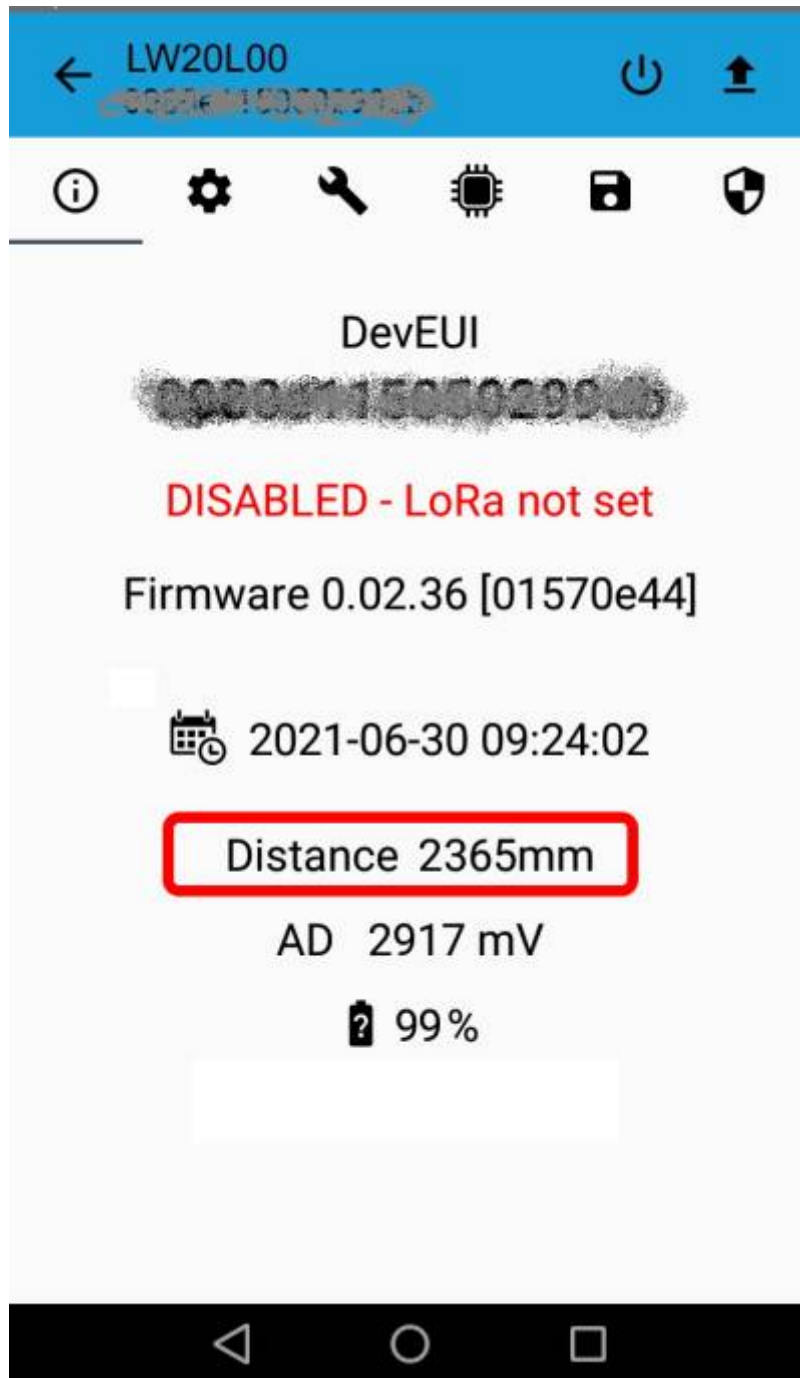 LW20L00
DevEUI
DISABLED - LoRa not set
Firmware 0.02.36 [01570e44]
2021-06-30 09:24:02
Distance 2365mm
AD 2917 mV
? 99%